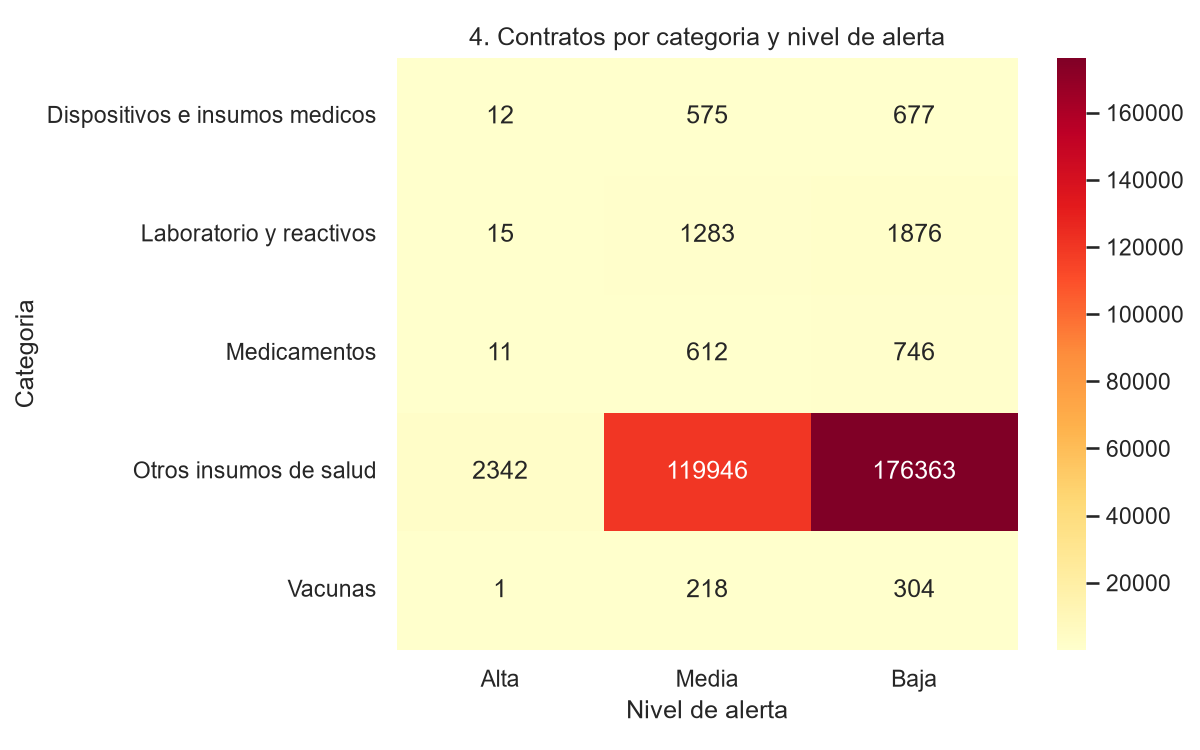 4. Contratos por categoria y nivel de alerta
Categoria
Dispositivos e insumos medicos 12 575 677
Laboratorio y reactivos 15 1283 1876
Medicamentos 11 612 746
Otros insumos de salud 2342 119946 176363
Vacunas 1 218 304
Alta Media Baja
Nivel de alerta
160000
140000
120000
100000
80000
60000
40000
20000